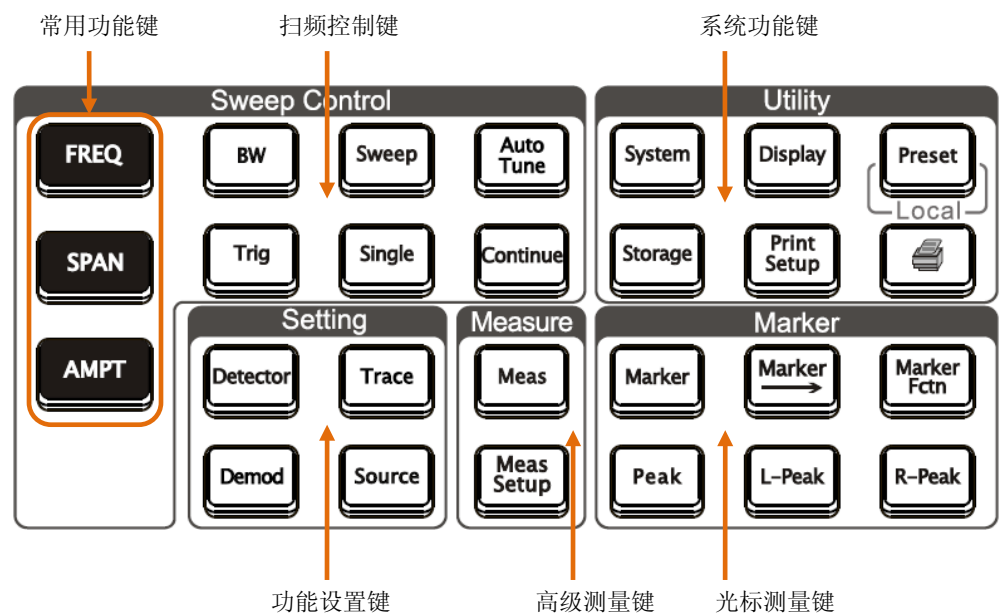 常用功能键 扫频控制键 系统功能键
Sweep Control
Utility
FREQ
BW
Sweep
Auto
Tune
System
Display
Preset
Local
SPAN
Trig
Single
Continue
Storage
Print
Setup
Setting
Measure
Marker
AMPT
Detector
Trace
Meas
Marker
Marker
→
Marker
Fctn
Demod
Source
Meas
Setup
Peak
L-Peak
R-Peak
功能设置键 高级测量键 光标测量键